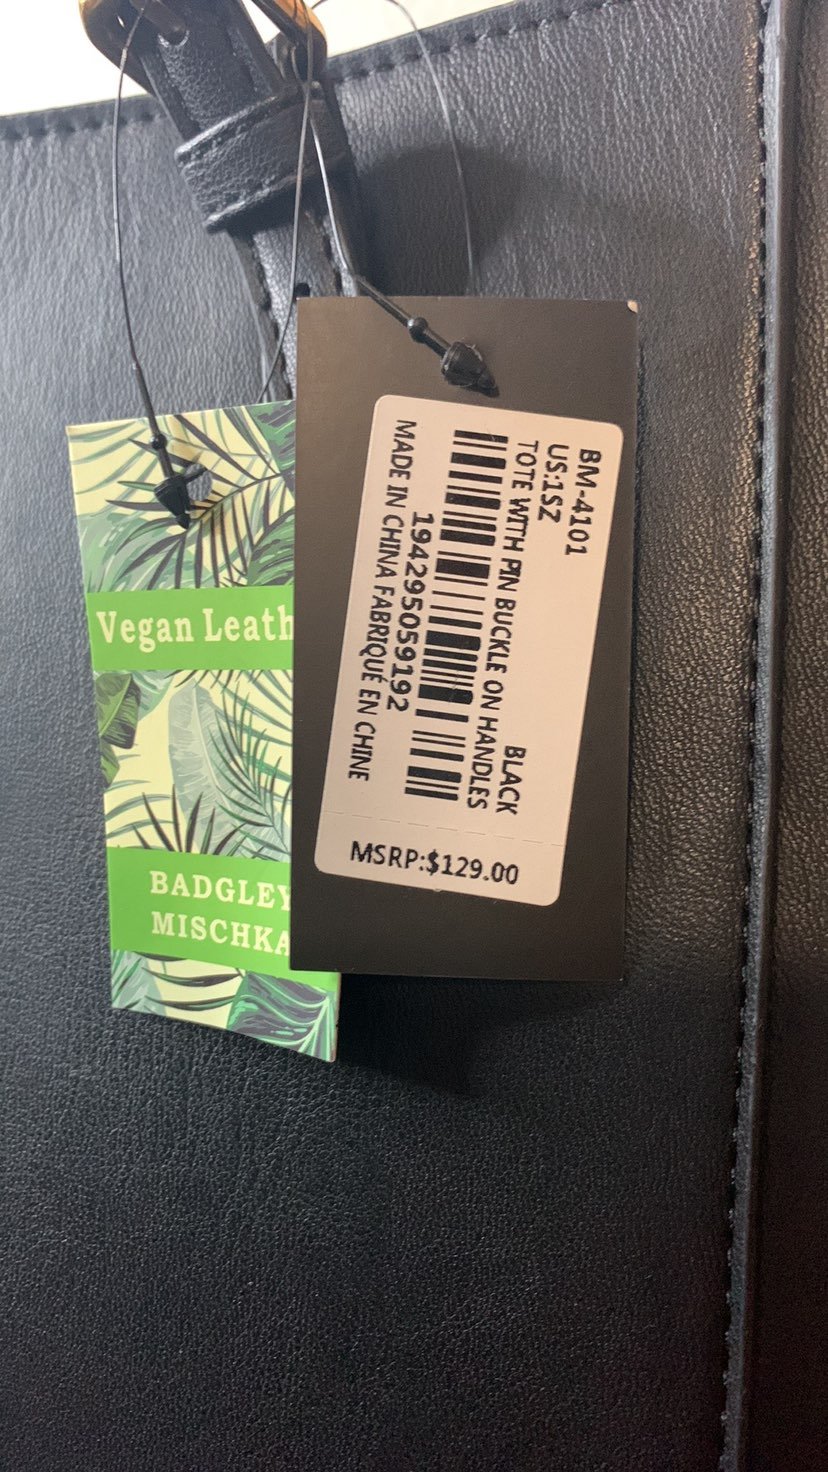 Vegan Leath
BADGLEY
MISCHKA
BM-4101
US:1SZ
BLACK
TOTE WITH PIN BUCKLE ON HANDLES
194295059192
MADE IN CHINA FABRIQUÉ EN CHINE
MSRP:$129.00